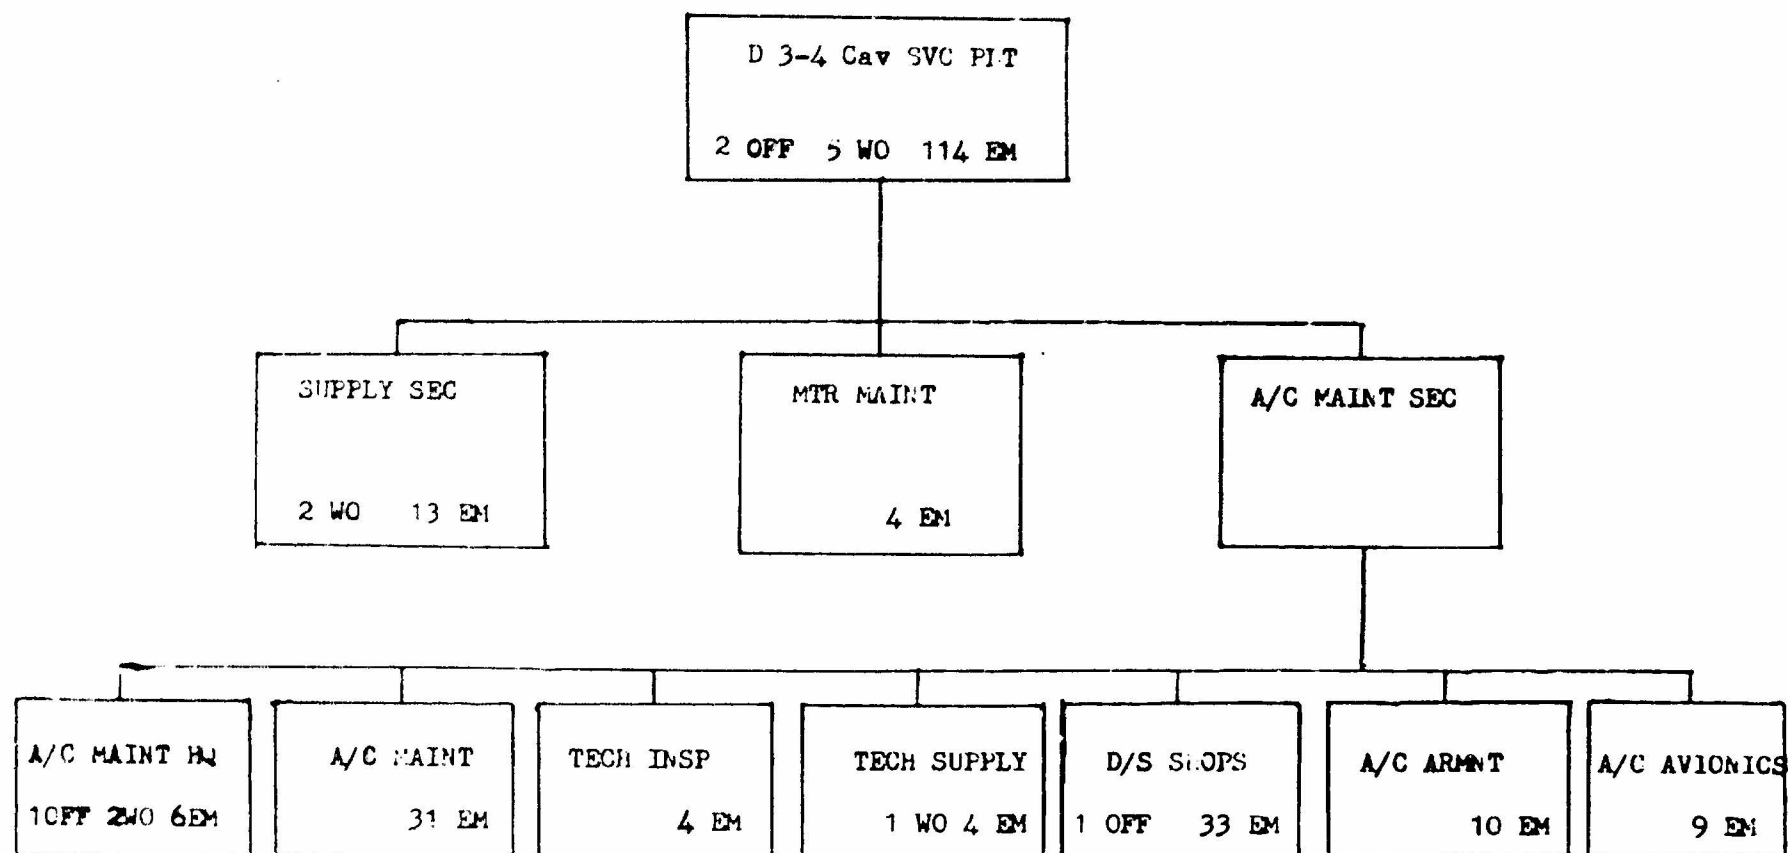 D 3-4 Cav SVC PLT
2 OFF 5 WO 114 EM
SUPPLY SEC
2 WO 13 EM
MTR MAINT
4 EM
A/C MAINT SEC
A/C MAINT HQ
1OFF 2WO 6EM
A/C MAINT
31 EM
TECH INSP
4 EM
TECH SUPPLY
1 WO 4 EM
D/S SHOPS
1 OFF 33 EM
A/C ARMNT
10 EM
A/C AVIONICS
9 EM